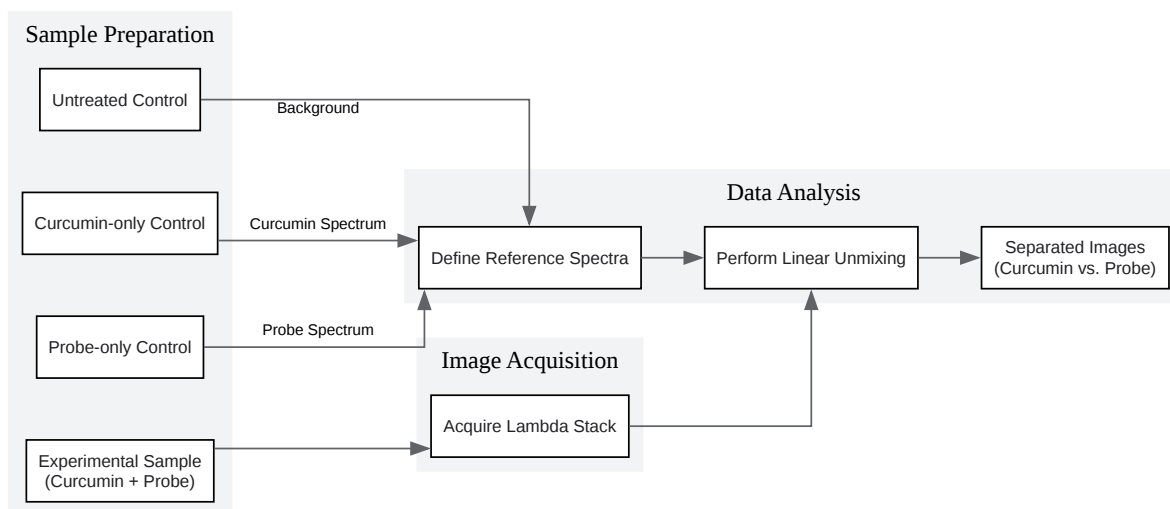 Sample Preparation
Untreated Control
Background
Curcumin-only Control
Curcumin Spectrum
Probe-only Control
Probe Spectrum
Experimental Sample
(Curcumin + Probe)
Data Analysis
Define Reference Spectra
Perform Linear Unmixing
Separated Images
(Curcumin vs. Probe)
Image Acquisition
Acquire Lambda Stack